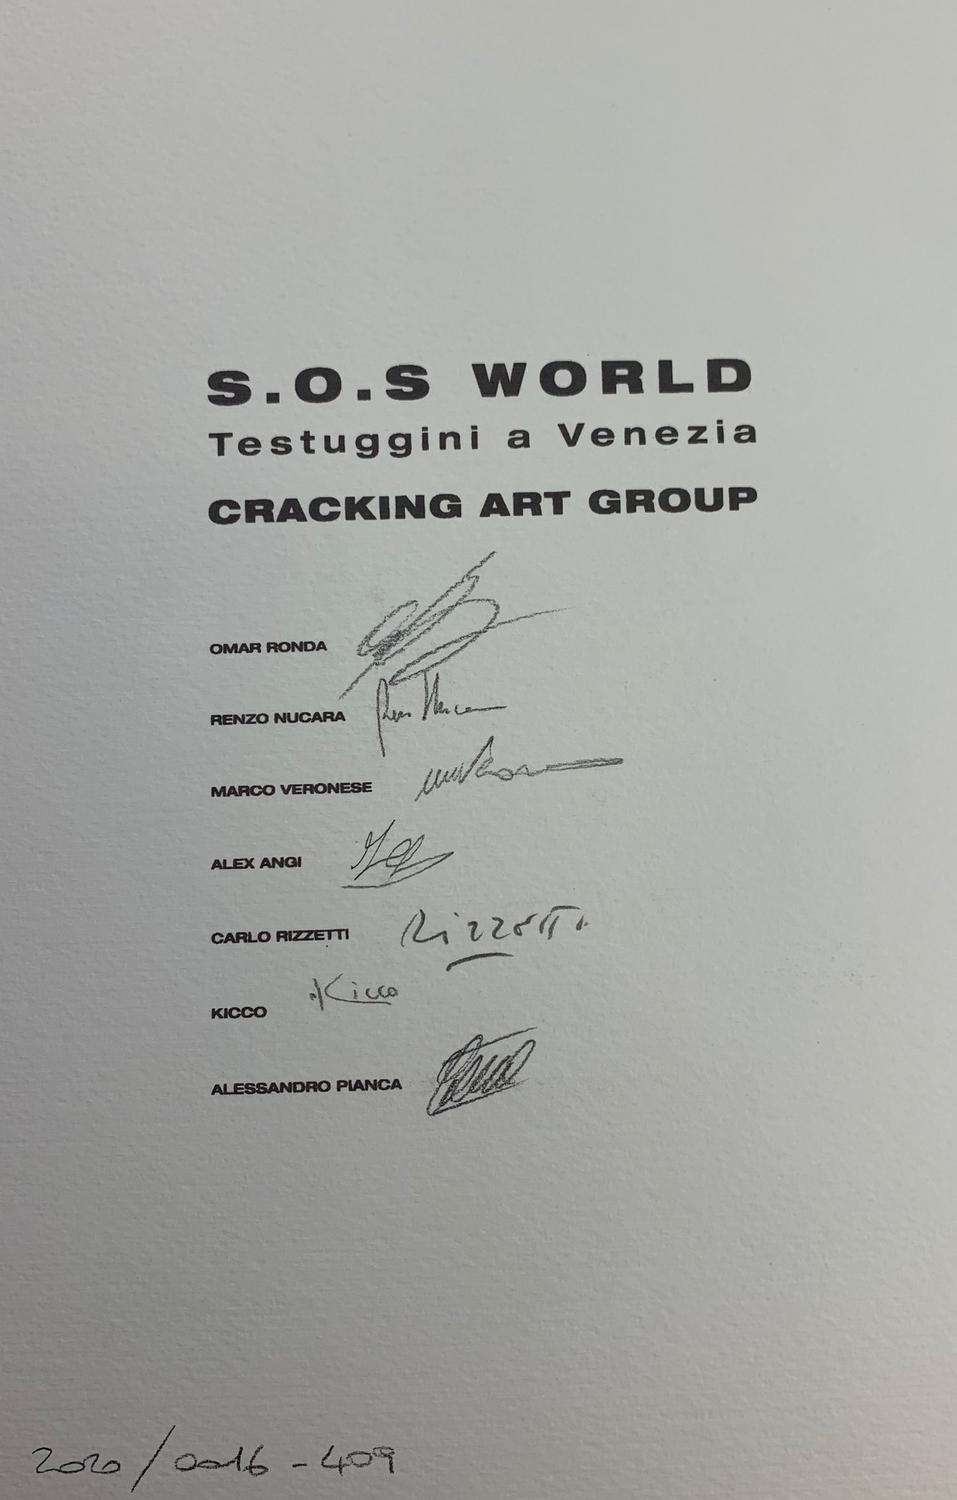 S.O.S WORLD
Testuggini a Venezia
CRACKING ART GROUP
OMAR RONDA
RENZO NUCARA
MARCO VERONESE
ALEX ANGI
CARLO RIZZETTI Rizzetti
KICCO Kicco
ALESSANDRO PIANCA
2020/0016-409